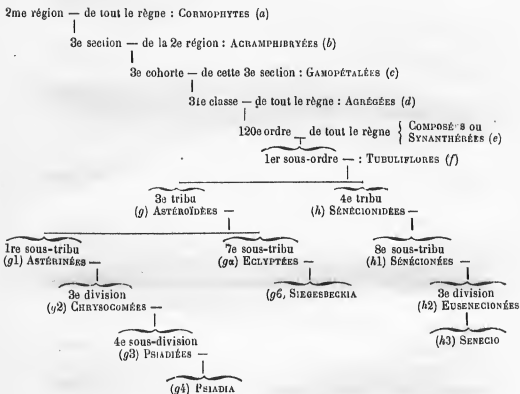 2me région — de tout le règne : CORMOPHYTES (a)
3e section — de la 2e région : ACRAMPHIBRYÉES (b)
3e cohorte — de cette 3e section : GAMOPÉTALÉES (c)
31e classe — de tout le règne : AGRÉGÉES (d)
120e ordre — de tout le règne { COMPOSÉES ou
SYNANTHÉRÉES (e)
1er sous-ordre — : TUBULIFLORES (f)
3e tribu 4e tribu
(g) ASTÉROÏDÉES — (h) SÉNÉCIONIDÉES —
1re sous-tribu 7e sous-tribu 8e sous-tribu
(g1) ASTÉRINÉES — (ga) ECLYPTÉES — (h1) SÉNÉCIONÉES —
3e division (g6, SIEGESBECKIA 3e division
(g2) CHRYSOCOMÉES — (h2) EUSENECIONÉES —
4e sous-division (h3) SENECIO
(g3) PSIADIÉES —
(g4) PSIADIA